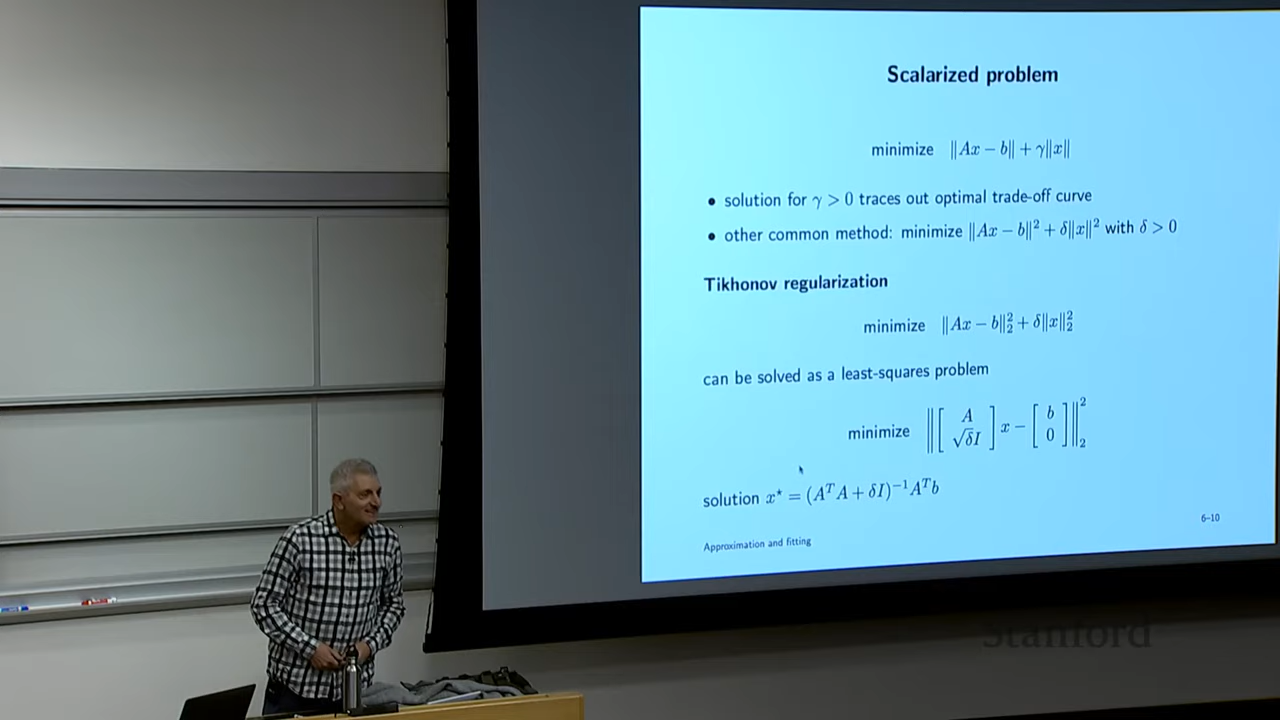 Scalarized problem
minimize ‖Ax − b‖ + γ‖x‖
• solution for γ > 0 traces out optimal trade-off curve
• other common method: minimize ‖Ax − b‖² + δ‖x‖² with δ > 0
Tikhonov regularization
minimize ‖Ax − b‖₂² + δ‖x‖₂²
can be solved as a least-squares problem
minimize ‖[ A ; √δI ] x − [ b ; 0 ]‖₂²
solution x⋆ = (AᵀA + δI)⁻¹Aᵀb
6–10
Approximation and fitting
Stanford